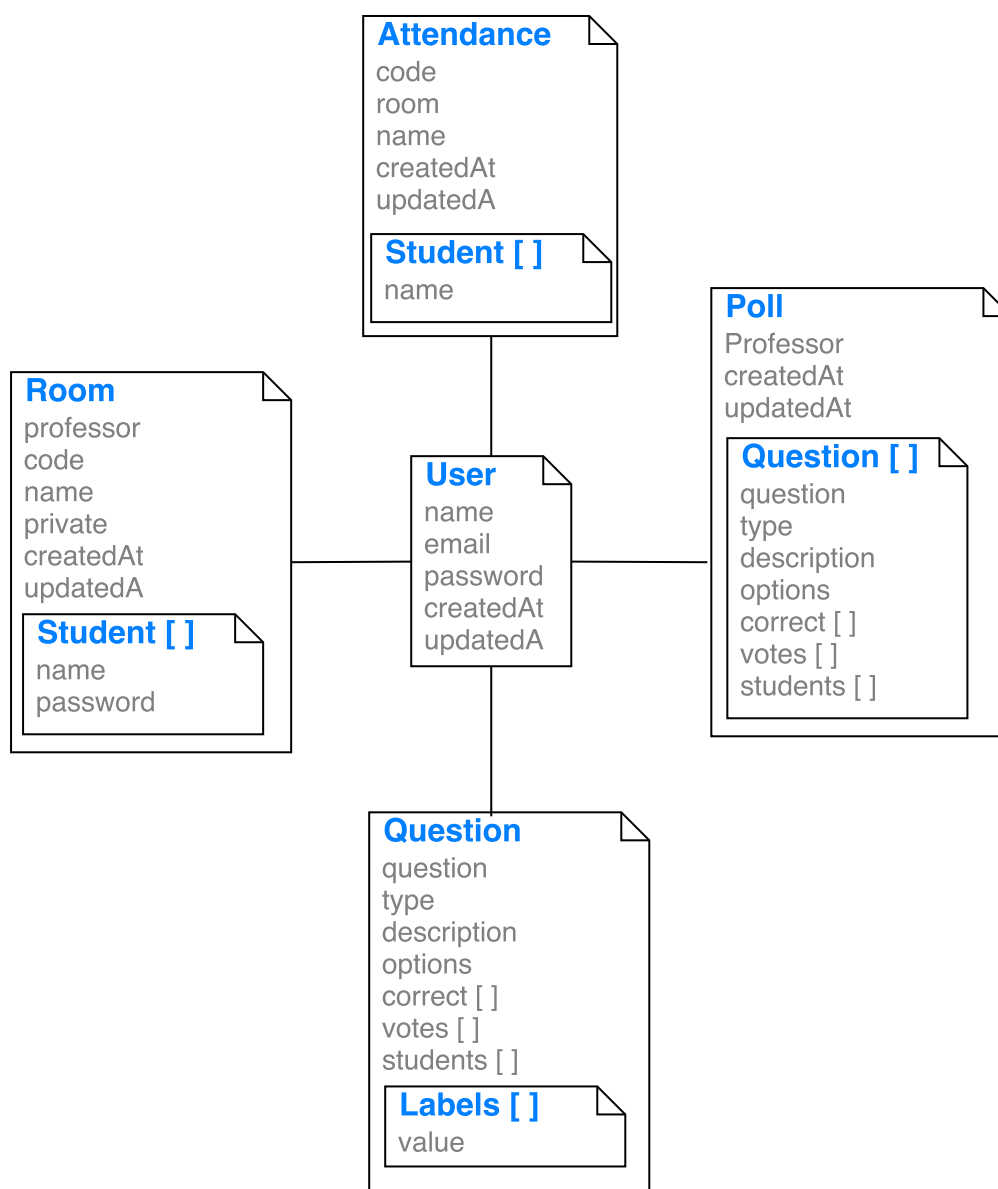 Attendance
code
room
name
createdAt
updatedA
Student [ ]
name
Poll
Professor
createdAt
updatedAt
Question [ ]
question
type
description
options
correct [ ]
votes [ ]
students [ ]
Room
professor
code
name
private
createdAt
updatedA
Student [ ]
name
password
User
name
email
password
createdAt
updatedA
Question
question
type
description
options
correct [ ]
votes [ ]
students [ ]
Labels [ ]
value